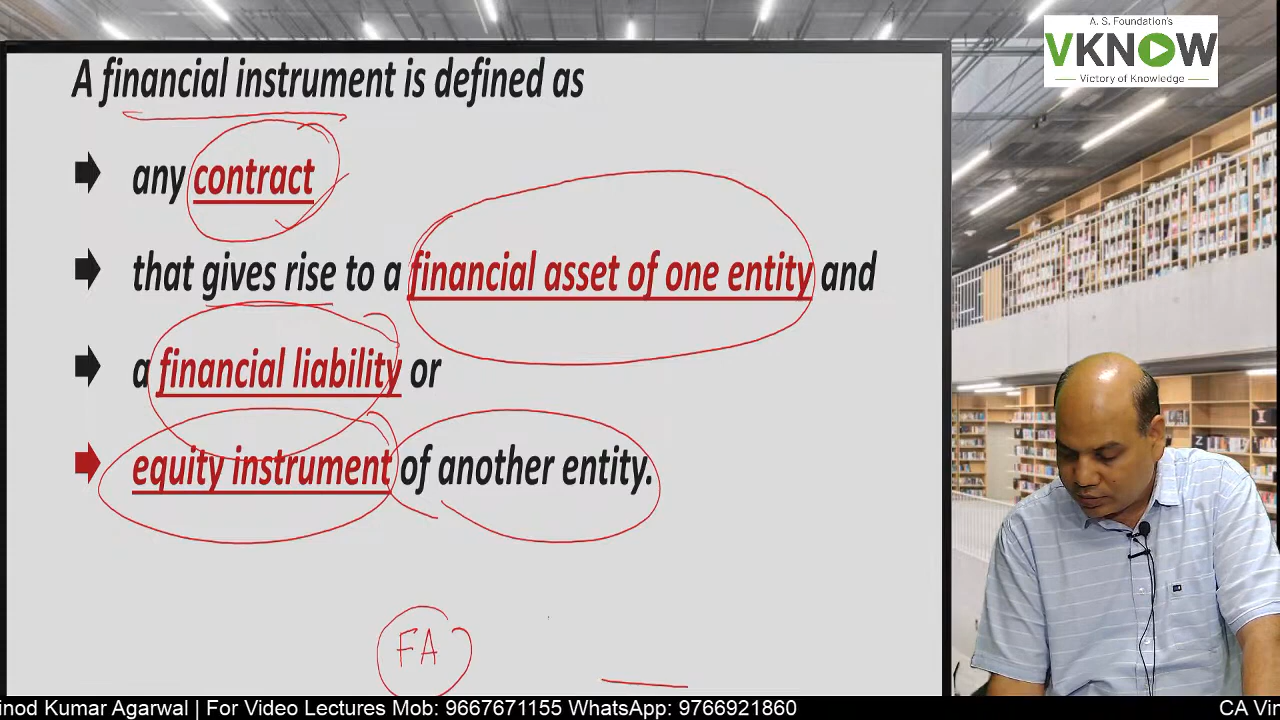 A. S. Foundation's
VKNOW
Victory of Knowledge
A financial instrument is defined as
any contract
that gives rise to a financial asset of one entity and
a financial liability or
equity instrument of another entity.
FA
inod Kumar Agarwal | For Video Lectures Mob: 9667671155 WhatsApp: 9766921860
CA Vin